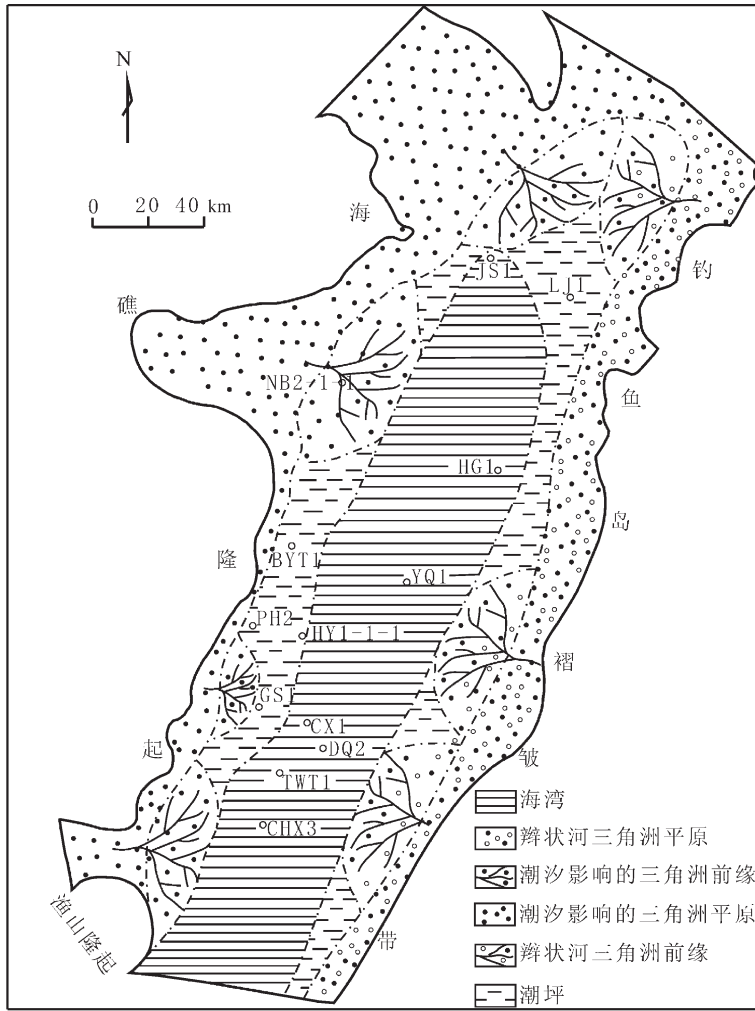 N
0 20 40 km
海
礁
隆
起
渔山隆起
钓
鱼
岛
褶
皱
带
JS1
LJ1
NB2-1-1
HG1
BYT1
YQ1
PH2
HY1-1-1
GS1
CX1
DQ2
TWT1
CHX3
海湾
辫状河三角洲平原
潮汐影响的三角洲前缘
潮汐影响的三角洲平原
辫状河三角洲前缘
潮坪